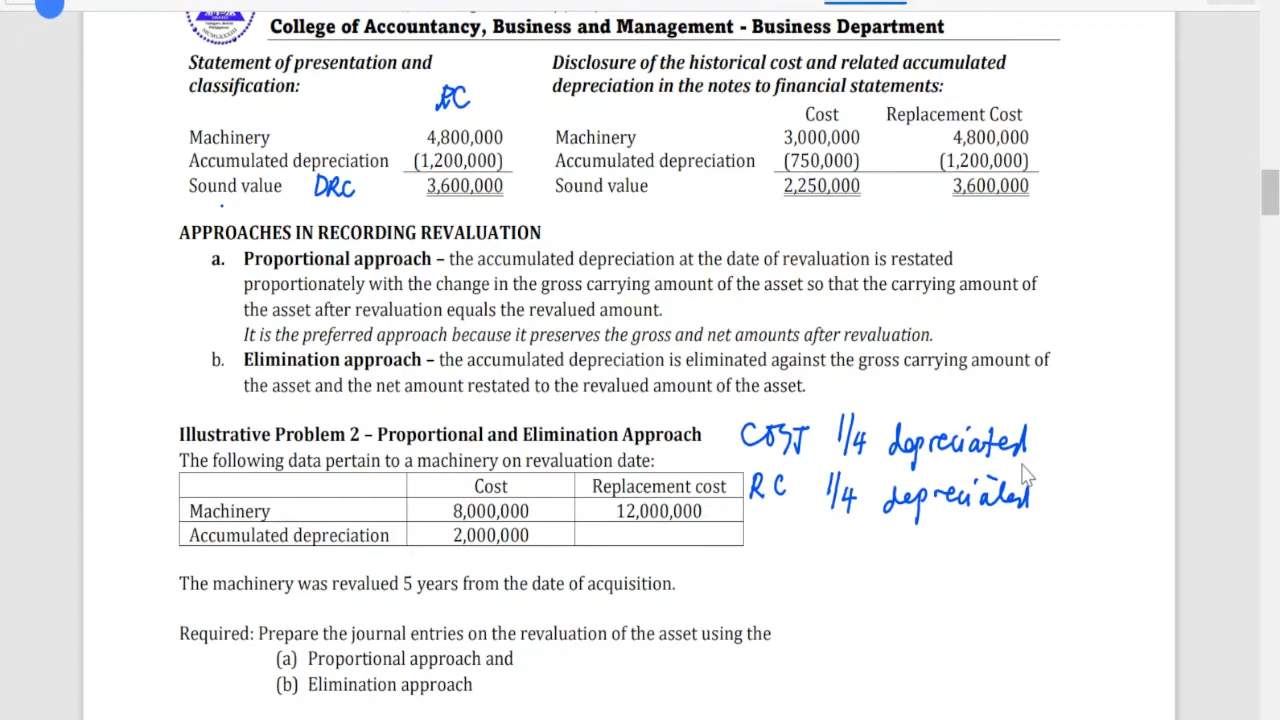 College of Accountancy, Business and Management - Business Department
Statement of presentation and classification:
RC
Machinery 4,800,000
Accumulated depreciation (1,200,000)
Sound value DRC 3,600,000
Disclosure of the historical cost and related accumulated
depreciation in the notes to financial statements:
Cost Replacement Cost
Machinery 3,000,000 4,800,000
Accumulated depreciation (750,000) (1,200,000)
Sound value 2,250,000 3,600,000
APPROACHES IN RECORDING REVALUATION
a. Proportional approach – the accumulated depreciation at the date of revaluation is restated
proportionately with the change in the gross carrying amount of the asset so that the carrying amount of
the asset after revaluation equals the revalued amount.
It is the preferred approach because it preserves the gross and net amounts after revaluation.
b. Elimination approach – the accumulated depreciation is eliminated against the gross carrying amount of
the asset and the net amount restated to the revalued amount of the asset.
Illustrative Problem 2 – Proportional and Elimination Approach
COST 1/4 depreciated
The following data pertain to a machinery on revaluation date:
Cost Replacement cost
RC 1/4 depreciated
Machinery 8,000,000 12,000,000
Accumulated depreciation 2,000,000
The machinery was revalued 5 years from the date of acquisition.
Required: Prepare the journal entries on the revaluation of the asset using the
(a) Proportional approach and
(b) Elimination approach